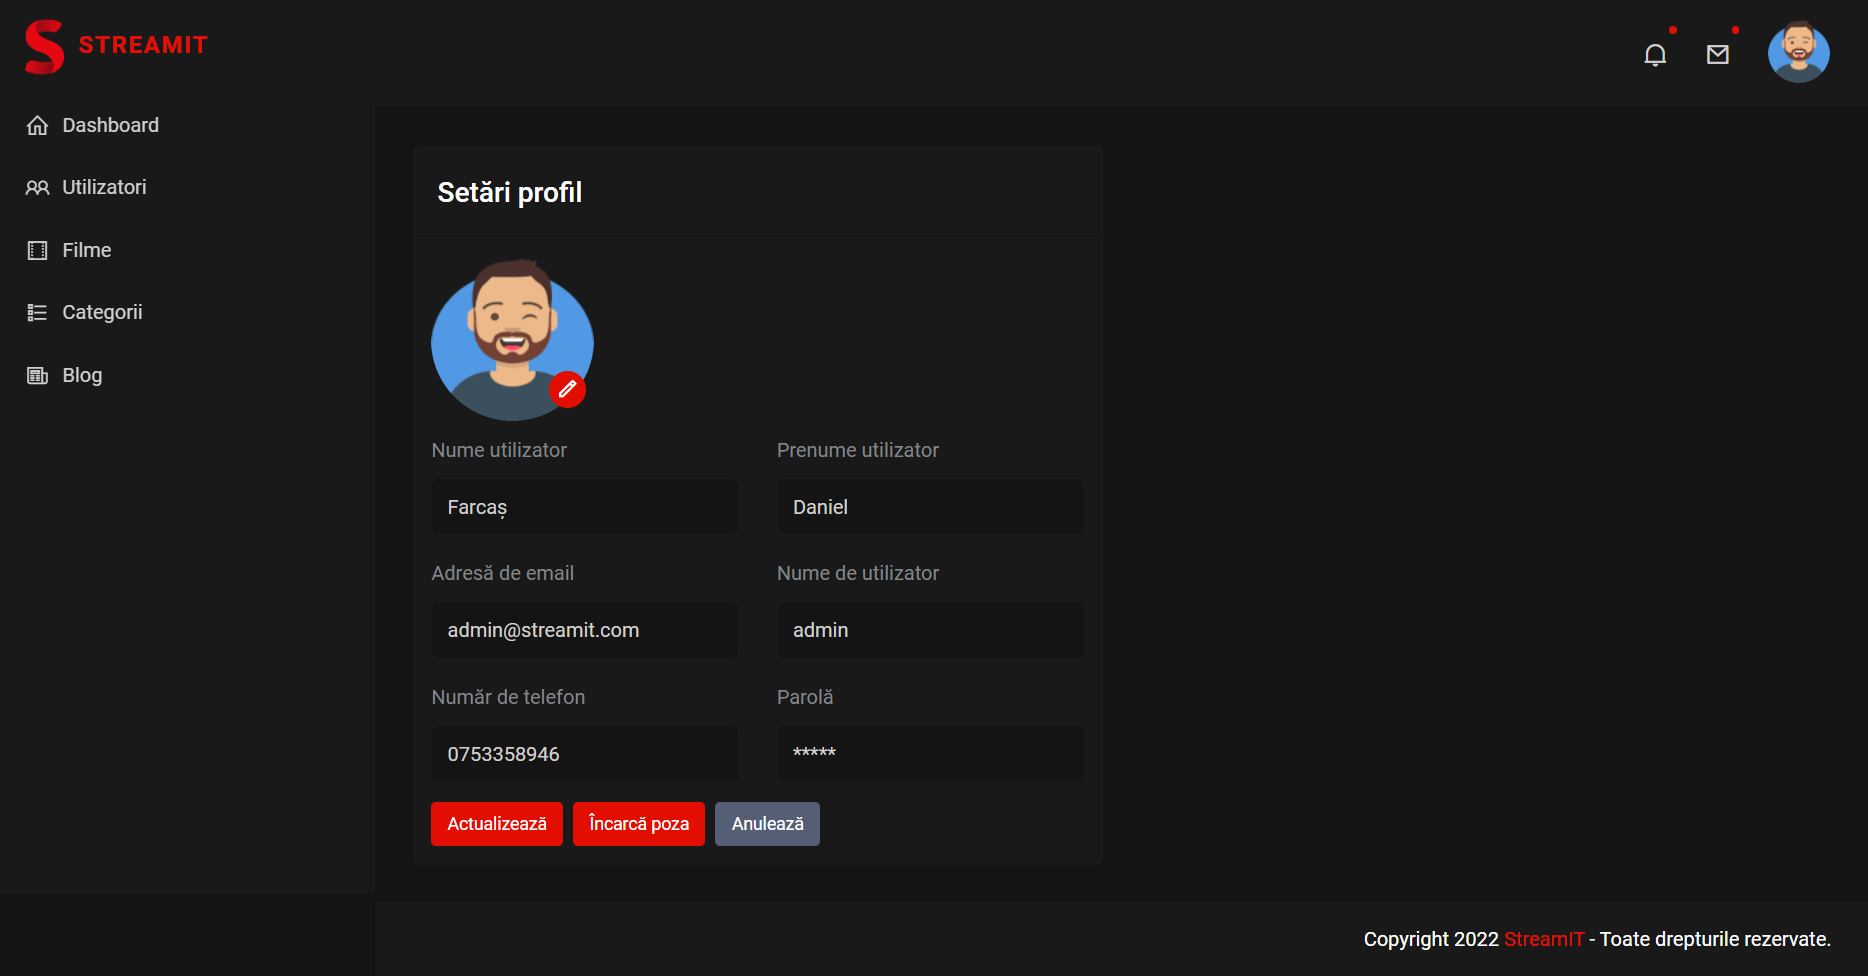 STREAMIT
Dashboard
Utilizatori
Filme
Categorii
Blog
Setări profil
Nume utilizator
Prenume utilizator
Farcaș
Daniel
Adresă de email
Nume de utilizator
admin@streamit.com
admin
Număr de telefon
Parolă
0753358946
*****
Actualizează
Încarcă poza
Anulează
Copyright 2022 StreamIT - Toate drepturile rezervate.